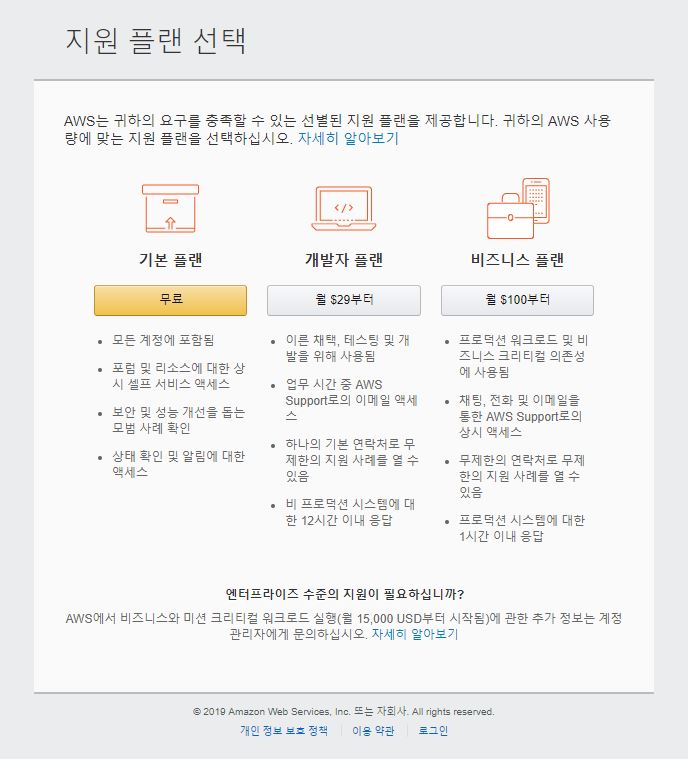 지원 플랜 선택
AWS는 귀하의 요구를 충족할 수 있는 선별된 지원 플랜을 제공합니다. 귀하의 AWS 사용
량에 맞는 지원 플랜을 선택하십시오. 자세히 알아보기
</>
기본 플랜
무료
모든 계정에 포함됨
포럼 및 리소스에 대한 상
시 셀프 서비스 액세스
보안 및 성능 개선을 돕는
모범 사례 확인
상태 확인 및 알림에 대한
액세스
개발자 플랜
월 $29부터
이른 채택, 테스팅 및 개
발을 위해 사용됨
업무 시간 중 AWS
Support로의 이메일 액세
스
하나의 기본 연락처로 무
제한의 지원 사례를 열 수
있음
비 프로덕션 시스템에 대
한 12시간 이내 응답
비즈니스 플랜
월 $100부터
프로덕션 워크로드 및 비
즈니스 크리티컬 의존성
에 사용됨
채팅, 전화 및 이메일을
통한 AWS Support로의
상시 액세스
무제한의 연락처로 무제
한의 지원 사례를 열 수
있음
프로덕션 시스템에 대한
1시간 이내 응답
엔터프라이즈 수준의 지원이 필요하십니까?
AWS에서 비즈니스와 미션 크리티컬 워크로드 실행(월 15,000 USD부터 시작됨)에 관한 추가 정보는 계정
관리자에게 문의하십시오. 자세히 알아보기
© 2019 Amazon Web Services, Inc. 또는 자회사. All rights reserved.
개인 정보 보호 정책 | 이용 약관 | 로그인